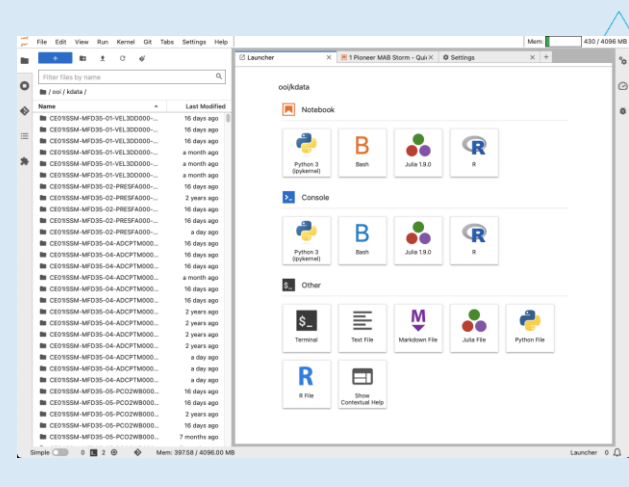 File Edit View Run Kernel Git Tabs Settings Help
Mem: 430 / 4096 MB
Launcher
1 Pioneer MAB Storm - Quic
Settings
Filter files by name
/ ooi / kdata /
Name Last Modified
CE01ISSM-MFD35-01-VEL3DD000-... 16 days ago
CE01ISSM-MFD35-01-VEL3DD000-... 16 days ago
CE01ISSM-MFD35-01-VEL3DD000-... 16 days ago
CE01ISSM-MFD35-01-VEL3DD000-... a month ago
CE01ISSM-MFD35-01-VEL3DD000-... a month ago
CE01ISSM-MFD35-01-VEL3DD000-... a month ago
CE01ISSM-MFD35-02-PRESFA000-... 16 days ago
CE01ISSM-MFD35-02-PRESFA000-... 2 years ago
CE01ISSM-MFD35-02-PRESFA000-... 16 days ago
CE01ISSM-MFD35-02-PRESFA000-... 16 days ago
CE01ISSM-MFD35-02-PRESFA000-... a day ago
CE01ISSM-MFD35-04-ADCPTM000... 16 days ago
CE01ISSM-MFD35-04-ADCPTM000... 16 days ago
CE01ISSM-MFD35-04-ADCPTM000... 16 days ago
CE01ISSM-MFD35-04-ADCPTM000... a month ago
CE01ISSM-MFD35-04-ADCPTM000... 16 days ago
CE01ISSM-MFD35-04-ADCPTM000... 16 days ago
CE01ISSM-MFD35-04-ADCPTM000... 2 years ago
CE01ISSM-MFD35-04-ADCPTM000... 2 years ago
CE01ISSM-MFD35-04-ADCPTM000... 2 years ago
CE01ISSM-MFD35-04-ADCPTM000... 2 years ago
CE01ISSM-MFD35-04-ADCPTM000... a day ago
CE01ISSM-MFD35-04-ADCPTM000... a day ago
CE01ISSM-MFD35-04-ADCPTM000... a day ago
CE01ISSM-MFD35-05-PCO2WB000... 16 days ago
CE01ISSM-MFD35-05-PCO2WB000... 16 days ago
CE01ISSM-MFD35-05-PCO2WB000... 2 years ago
CE01ISSM-MFD35-05-PCO2WB000... 16 days ago
CE01ISSM-MFD35-05-PCO2WB000... 7 months ago
ooi/kdata
Notebook
Python 3 (ipykernel)
Bash
Julia 1.9.0
R
Console
Python 3 (ipykernel)
Bash
Julia 1.9.0
R
Other
Terminal
Text File
Markdown File
Julia File
Python File
R File
Show Contextual Help
Simple 0 2 Mem: 397.58 / 4096.00 MB
Launcher 0